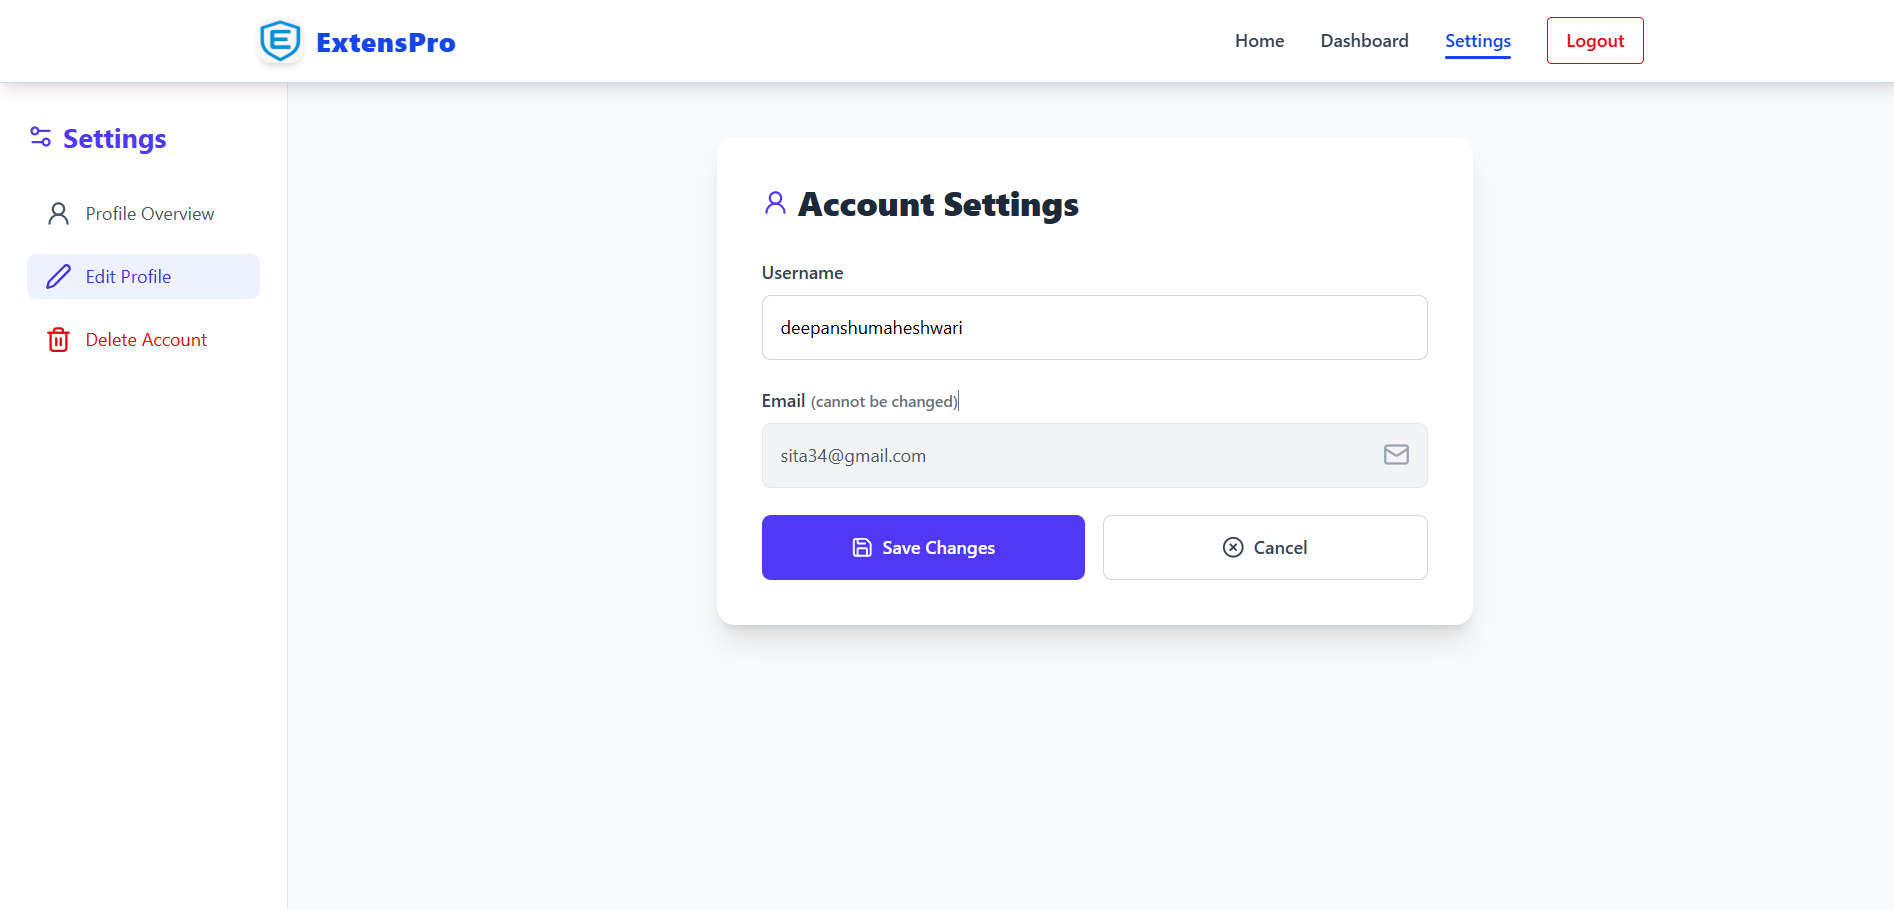 ExtensPro
Home Dashboard Settings Logout
Settings
Profile Overview
Edit Profile
Delete Account
Account Settings
Username
deepanshumaheshwari
Email (cannot be changed)
sita34@gmail.com
Save Changes Cancel